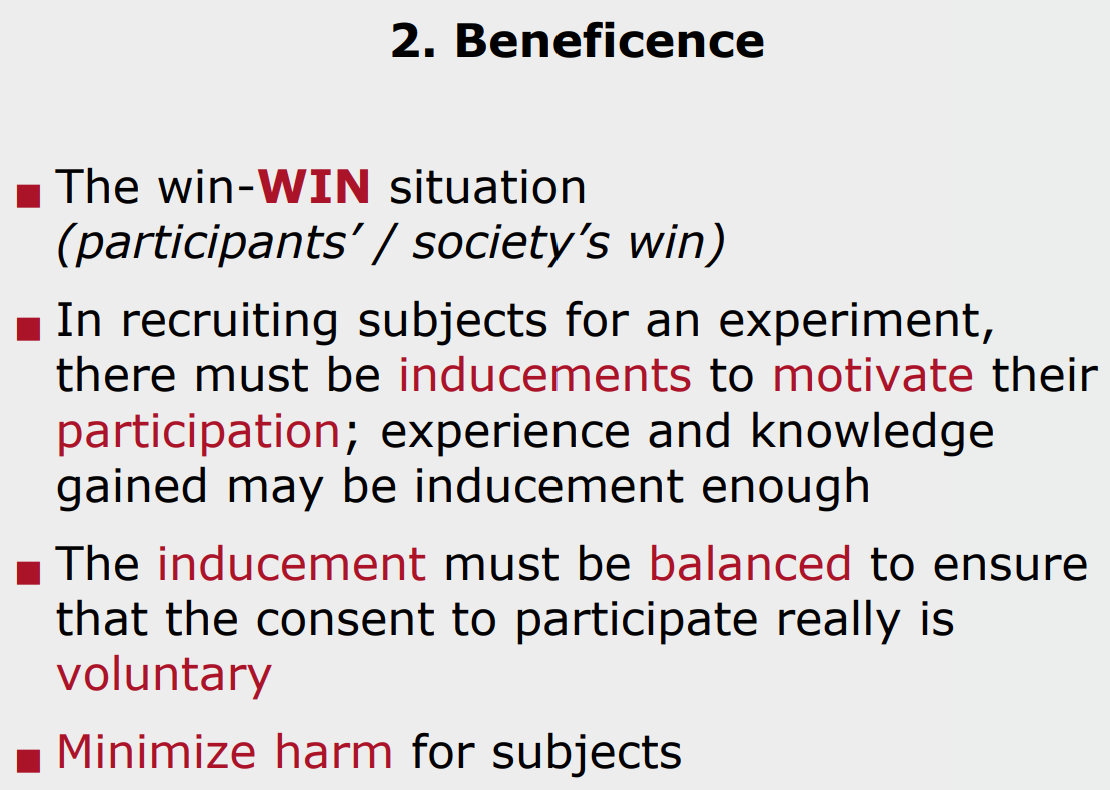 2. Beneficence
■ The win-WIN situation
(participants’ / society’s win)
■ In recruiting subjects for an experiment,
there must be inducements to motivate their
participation; experience and knowledge
gained may be inducement enough
■ The inducement must be balanced to ensure
that the consent to participate really is
voluntary
■ Minimize harm for subjects